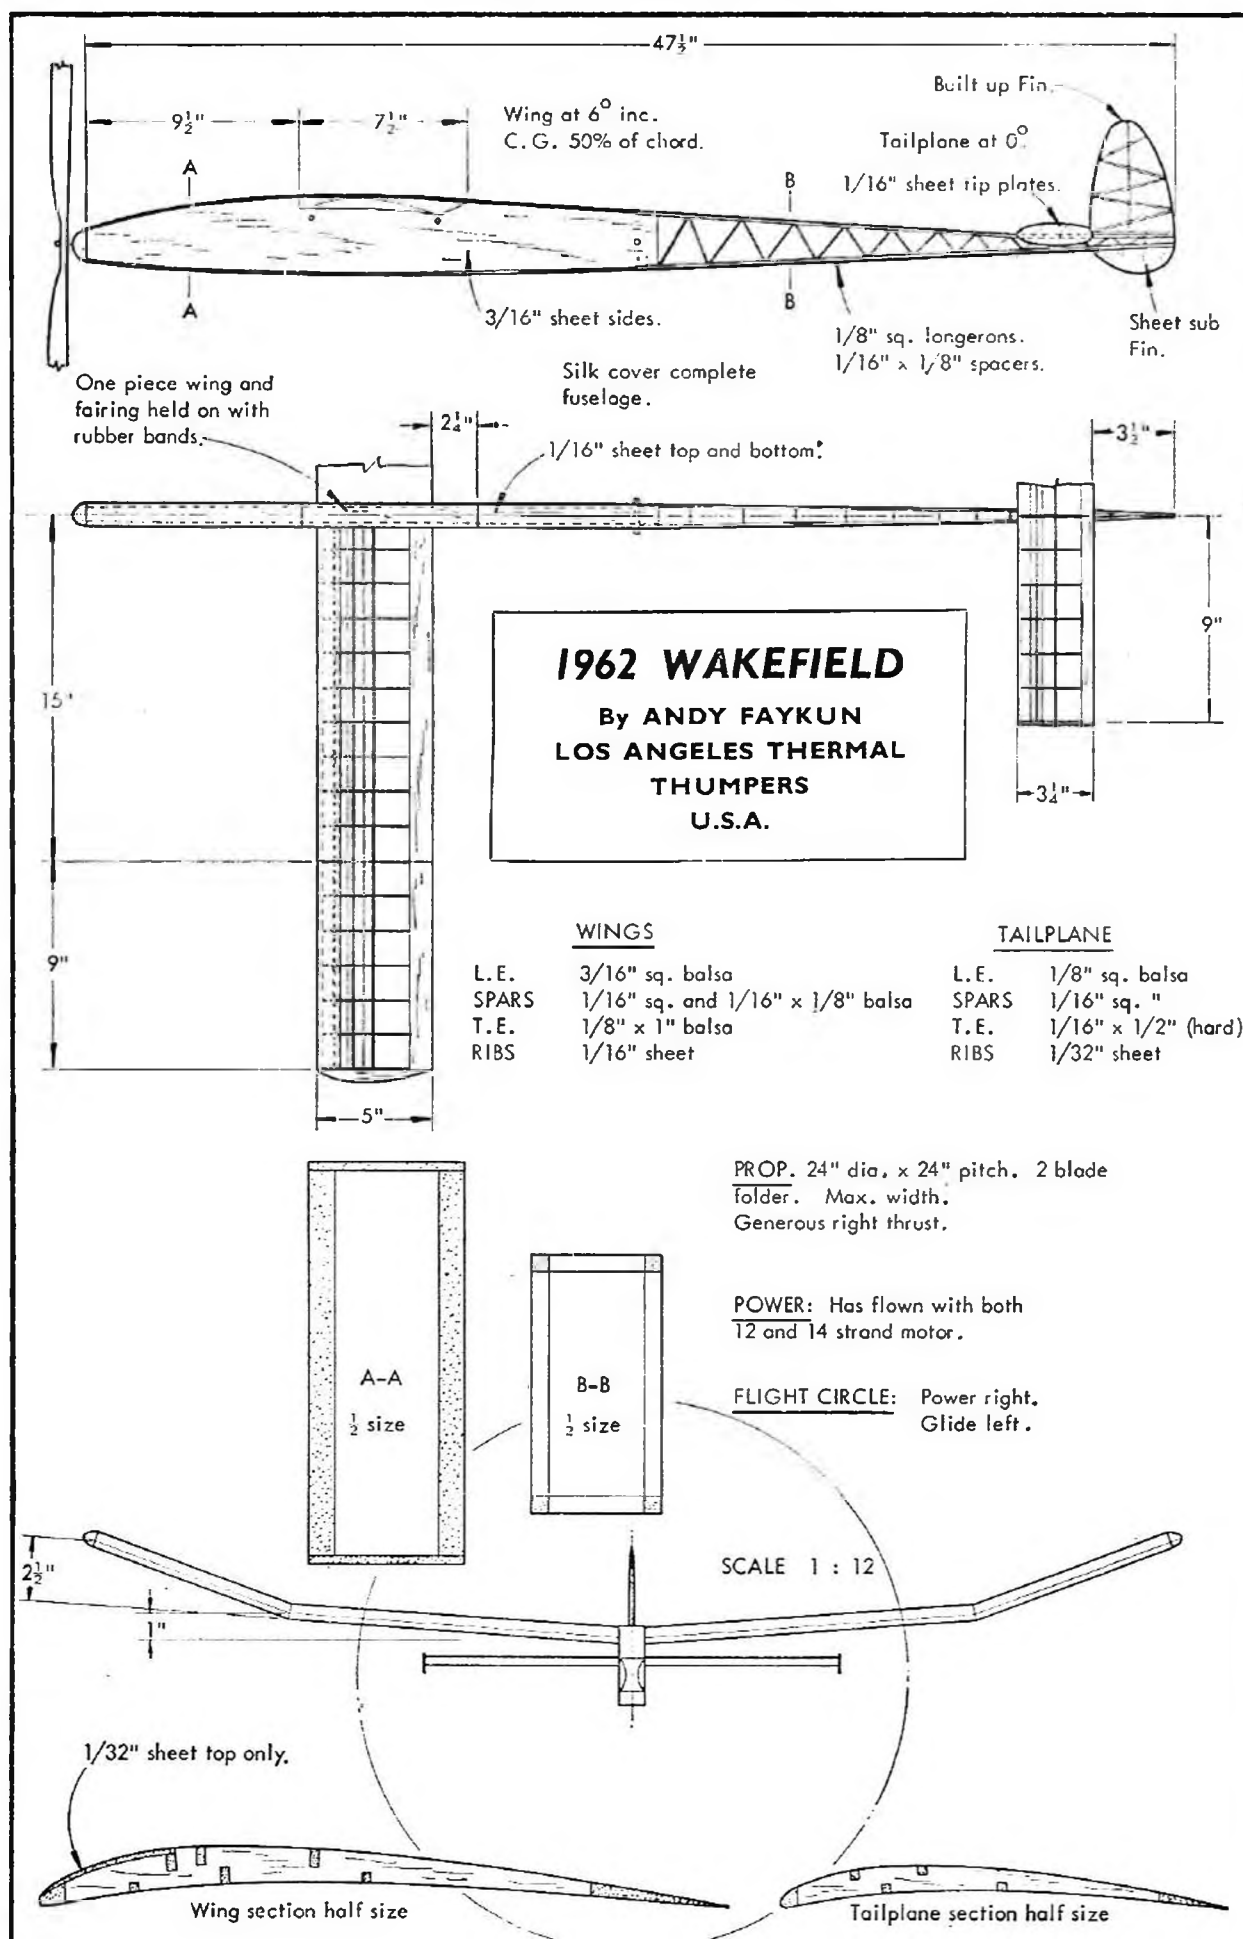 47½"
Built up Fin.
9½"
7½"
Wing at 6° inc.
C.G. 50% of chord.
Tailplane at 0°.
1/16" sheet tip plates.
A
B
A
B
3/16" sheet sides.
1/8" sq. longerons.
1/16" x 1/8" spacers.
Sheet sub
Fin.
One piece wing and
fairing held on with
rubber bands.
Silk cover complete
fuselage.
2¼"
1/16" sheet top and bottom.
3½"
15"
9"
1962 WAKEFIELD
By ANDY FAYKUN
LOS ANGELES THERMAL
THUMPERS
U.S.A.
3¼"
9"
5"
WINGS
L.E. 3/16" sq. balsa
SPARS 1/16" sq. and 1/16" x 1/8" balsa
T.E. 1/8" x 1" balsa
RIBS 1/16" sheet
TAILPLANE
L.E. 1/8" sq. balsa
SPARS 1/16" sq. "
T.E. 1/16" x 1/2" (hard)
RIBS 1/32" sheet
PROP. 24" dia. x 24" pitch. 2 blade
folder. Max. width.
Generous right thrust.
POWER: Has flown with both
12 and 14 strand motor.
FLIGHT CIRCLE: Power right.
Glide left.
A-A
½ size
B-B
½ size
SCALE 1 : 12
2½"
1"
1/32" sheet top only.
Wing section half size
Tailplane section half size